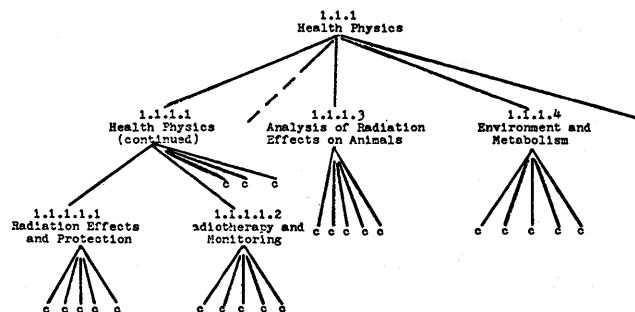 1.1.1
Health Physics
1.1.1.1
Health Physics
(continued)
1.1.1.3
Analysis of Radiation
Effects on Animals
1.1.1.4
Environment and
Metabolism
c c c
1.1.1.1.1
Radiation Effects
and Protection
1.1.1.1.2
adiotherapy and
Monitoring
c c c c c
c c c c c
c c c c c
c c c c c